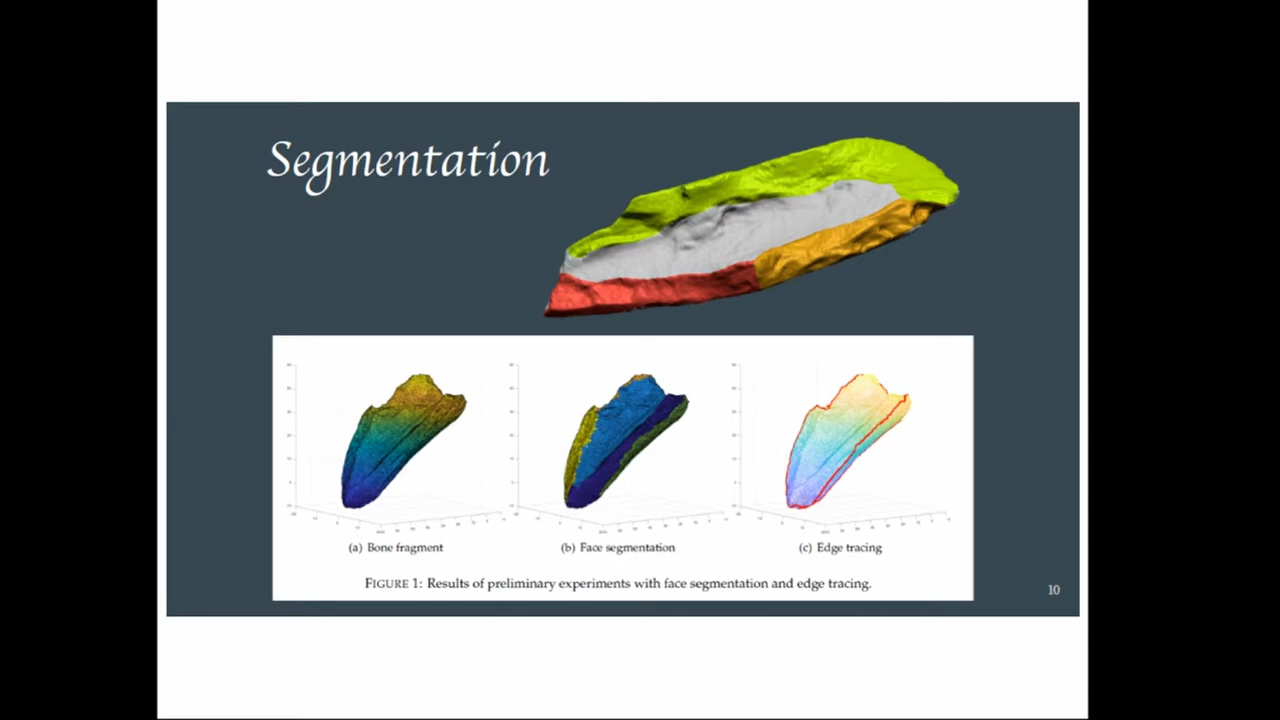 Segmentation
(a) Bone fragment
(b) Face segmentation
(c) Edge tracing
FIGURE 1: Results of preliminary experiments with face segmentation and edge tracing.
10